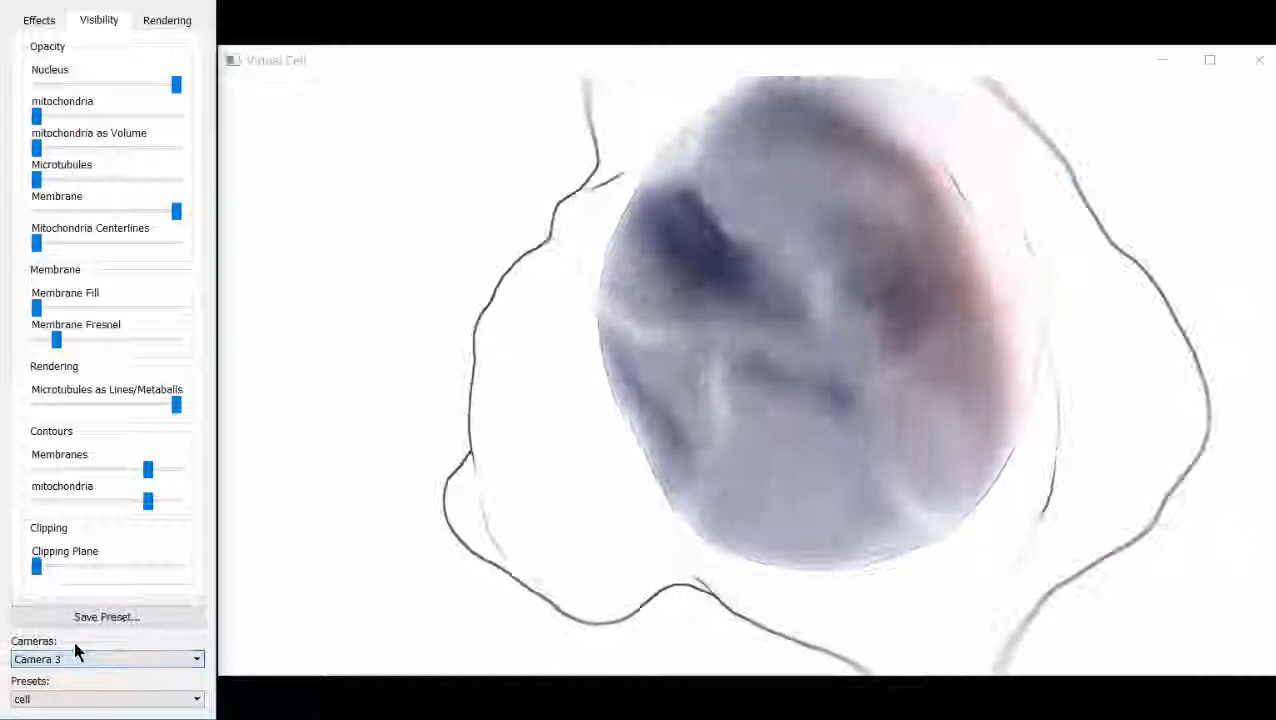 Effects Visibility Rendering
Opacity
Nucleus
mitochondria
mitochondria as Volume
Microtubules
Membrane
Mitochondria Centerlines
Membrane
Membrane Fill
Membrane Fresnel
Rendering
Microtubules as Lines/Metaballs
Contours
Membranes
mitochondria
Clipping
Clipping Plane
Save Preset...
Cameras:
Camera 3
Presets:
cell
Virtual Cell